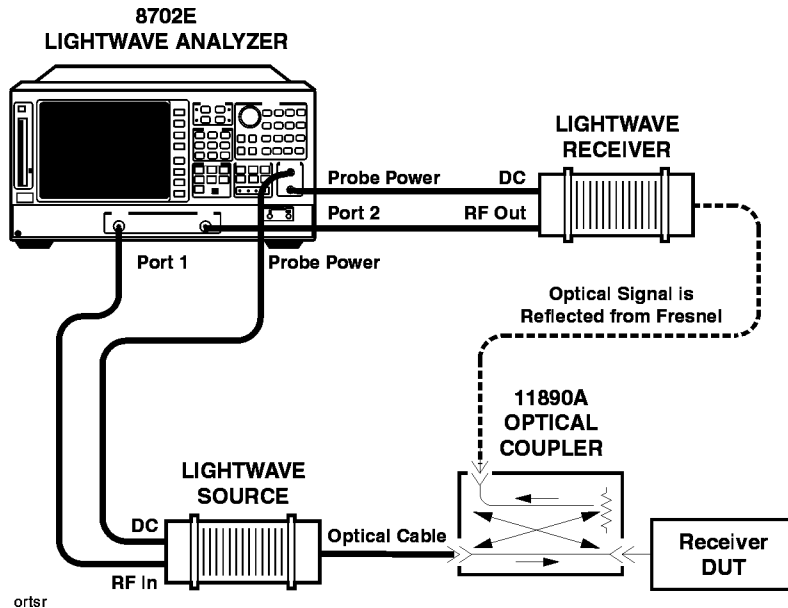 8702E
LIGHTWAVE ANALYZER
LIGHTWAVE
RECEIVER
Probe Power
DC
Port 2
RF Out
Port 1
Probe Power
Optical Signal is
Reflected from Fresnel
11890A
OPTICAL
COUPLER
LIGHTWAVE
SOURCE
DC
Optical Cable
RF In
Receiver
DUT
ortsr